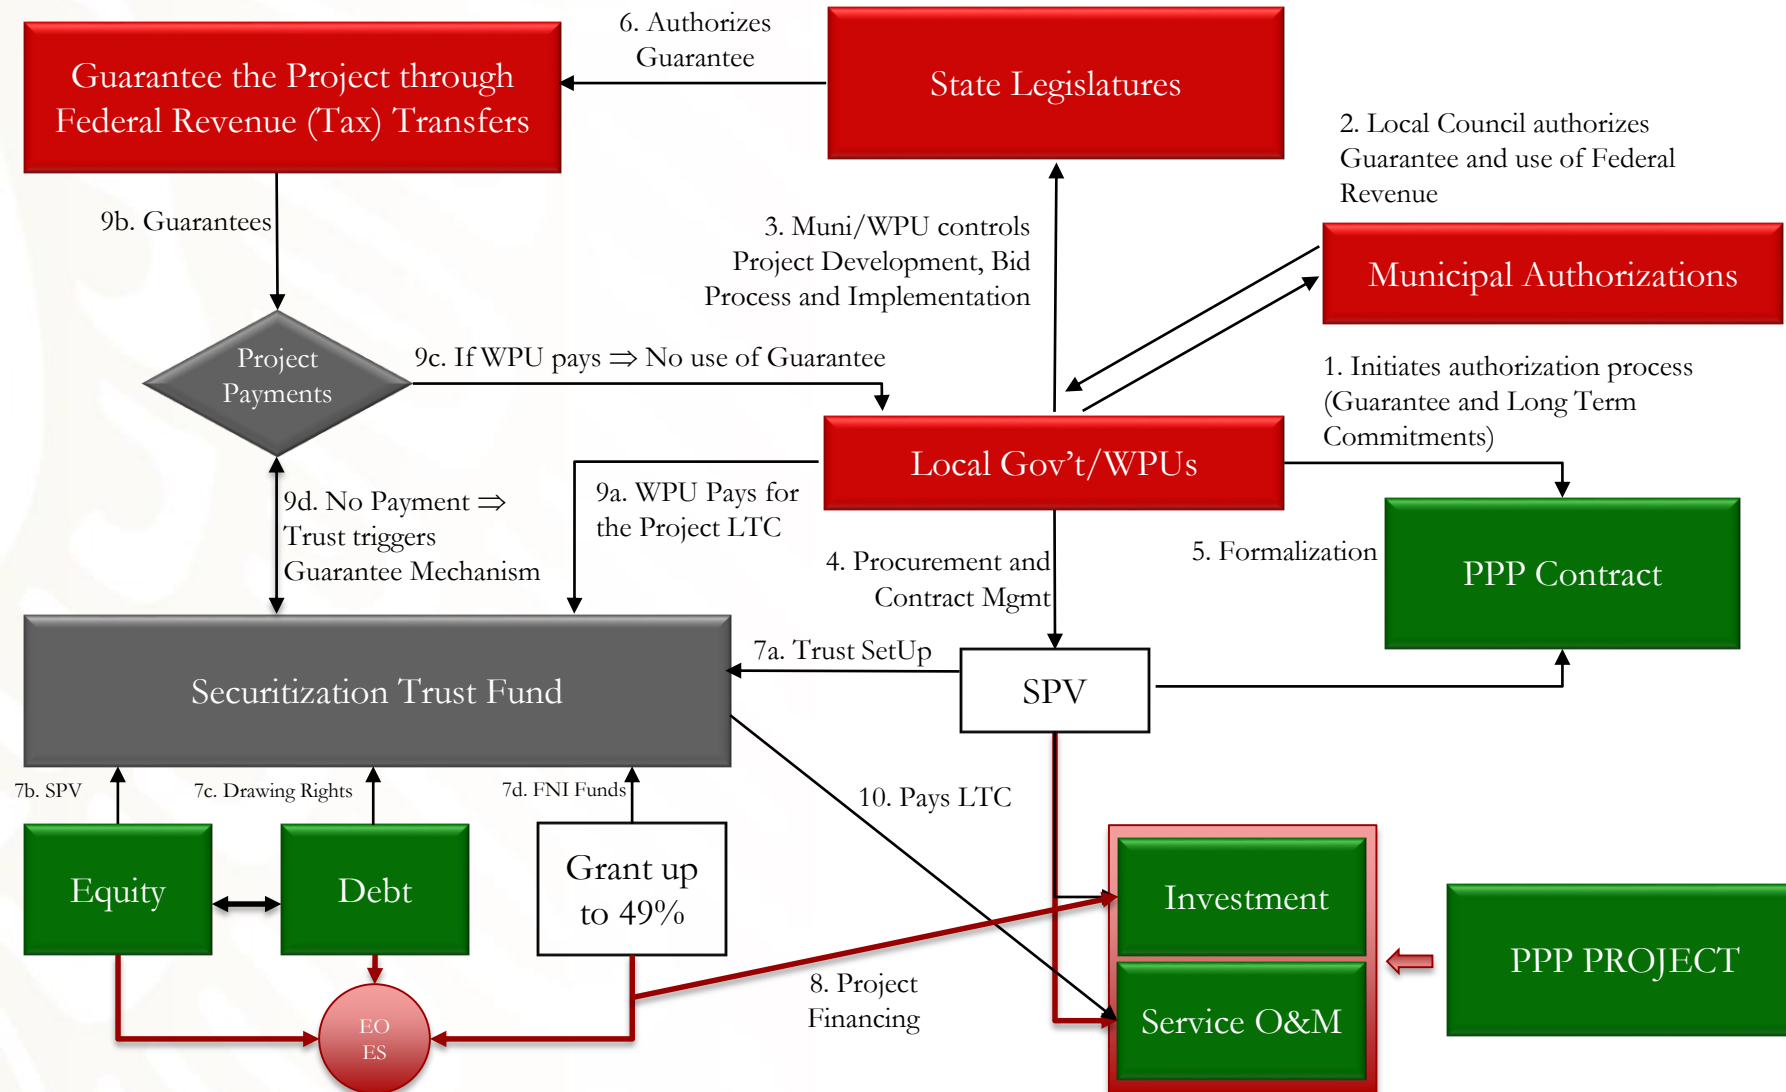 6. Authorizes
Guarantee
Guarantee the Project through
Federal Revenue (Tax) Transfers
State Legislatures
2. Local Council authorizes
Guarantee and use of Federal
Revenue
9b. Guarantees
3. Muni/WPU controls
Project Development, Bid
Process and Implementation
Municipal Authorizations
Project
Payments
9c. If WPU pays ⇒ No use of Guarantee
1. Initiates authorization process
(Guarantee and Long Term
Commitments)
Local Gov’t/WPUs
9d. No Payment ⇒
Trust triggers
Guarantee Mechanism
9a. WPU Pays for
the Project LTC
4. Procurement and
Contract Mgmt
5. Formalization
PPP Contract
7a. Trust SetUp
Securitization Trust Fund
SPV
7b. SPV
7c. Drawing Rights
7d. FNI Funds
10. Pays LTC
Equity
Debt
Grant up
to 49%
Investment
PPP PROJECT
8. Project
Financing
Service O&M
EO
ES